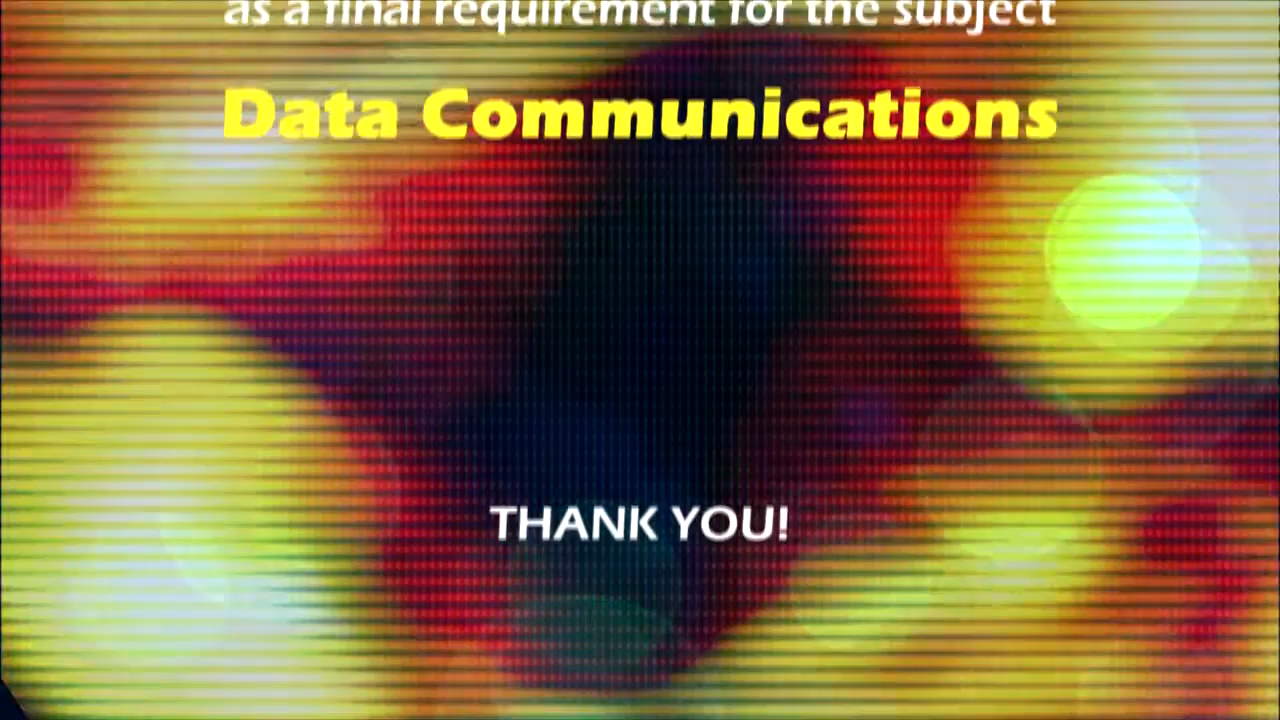 as a final requirement for the subject
Data Communications
THANK YOU!